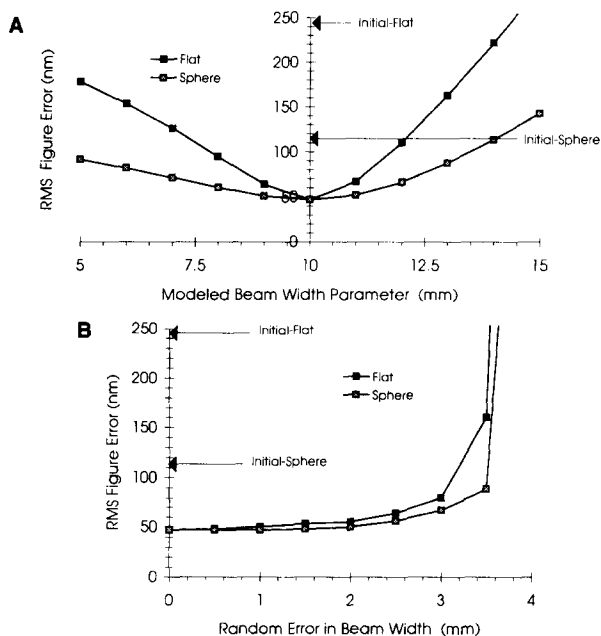 A
250
200
150
100
50
0
RMS Figure Error (nm)
Flat
Sphere
Initial-Flat
Initial-Sphere
5
7.5
10
12.5
15
Modeled Beam Width Parameter (mm)
B
250
200
150
100
50
0
RMS Figure Error (nm)
Initial-Flat
Flat
Sphere
Initial-Sphere
0
1
2
3
4
Random Error in Beam Width (mm)